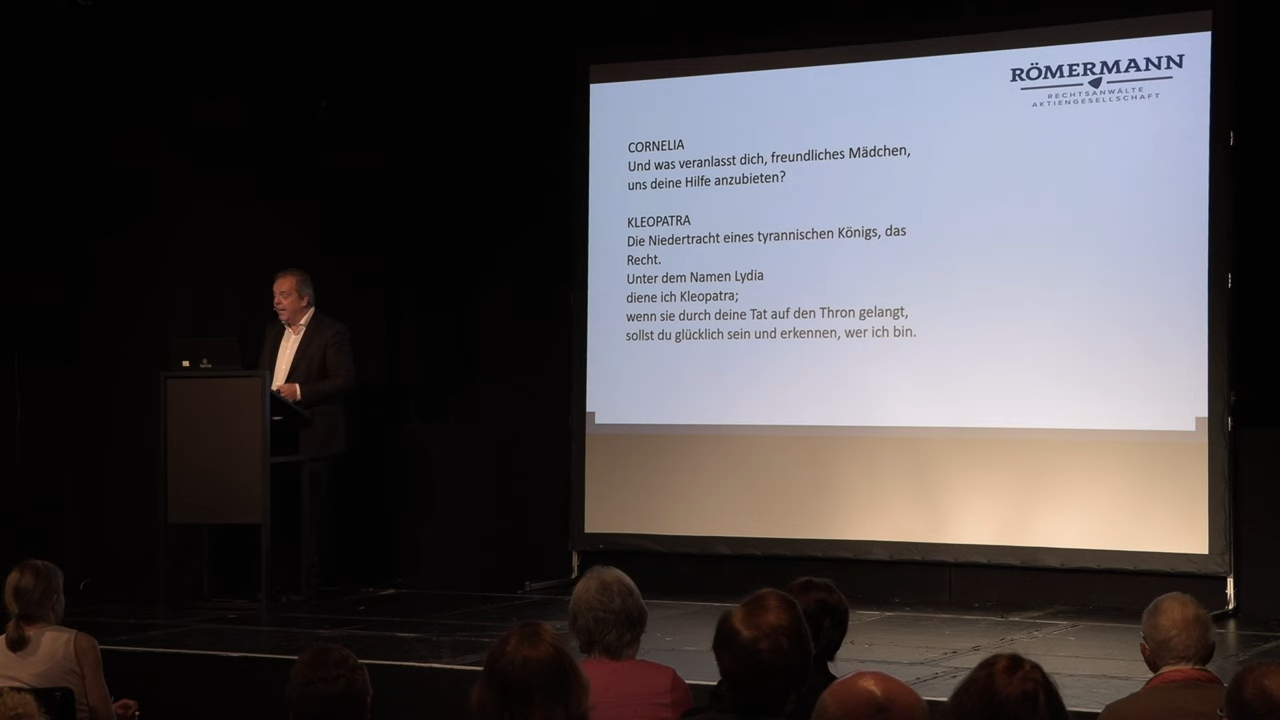 RÖMERMANN
RECHTSANWÄLTE
AKTIENGESELLSCHAFT
CORNELIA
Und was veranlasst dich, freundliches Mädchen,
uns deine Hilfe anzubieten?
KLEOPATRA
Die Niedertracht eines tyrannischen Königs, das
Recht.
Unter dem Namen Lydia
diene ich Kleopatra;
wenn sie durch deine Tat auf den Thron gelangt,
sollst du glücklich sein und erkennen, wer ich bin.